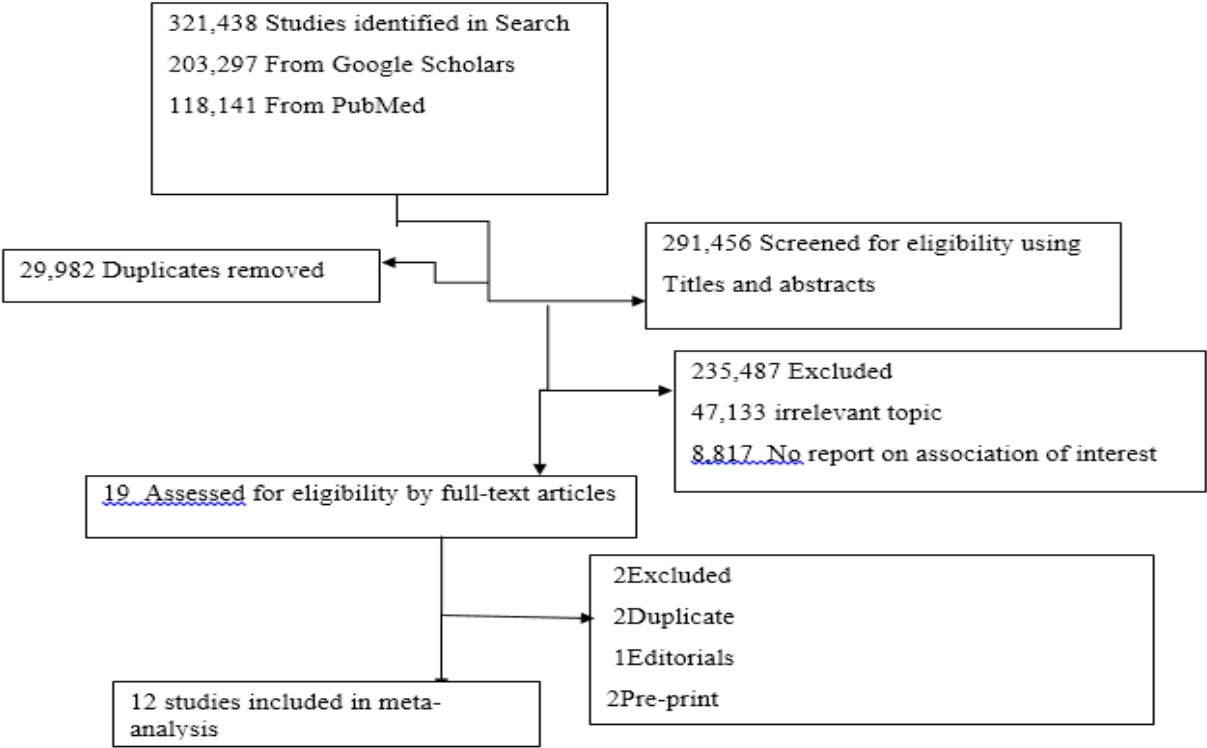 321,438 Studies identified in Search
203,297 From Google Scholars
118,141 From PubMed
29,982 Duplicates removed
291,456 Screened for eligibility using
Titles and abstracts
235,487 Excluded
47,133 irrelevant topic
8,817 No report on association of interest
19 Assessed for eligibility by full-text articles
2Excluded
2Duplicate
1Editorials
2Pre-print
12 studies included in meta-
analysis